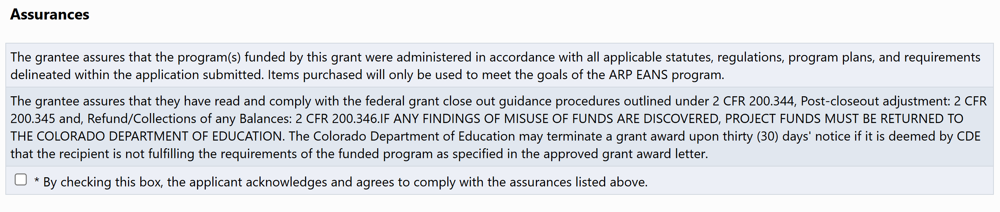 Assurances
The grantee assures that the program(s) funded by this grant were administered in accordance with all applicable statutes, regulations, program plans, and requirements
delineated within the application submitted. Items purchased will only be used to meet the goals of the ARP EANS program.
The grantee assures that they have read and comply with the federal grant close out guidance procedures outlined under 2 CFR 200.344, Post-closeout adjustment: 2 CFR
200.345 and, Refund/Collections of any Balances: 2 CFR 200.346.IF ANY FINDINGS OF MISUSE OF FUNDS ARE DISCOVERED, PROJECT FUNDS MUST BE RETURNED TO
THE COLORADO DEPARTMENT OF EDUCATION. The Colorado Department of Education may terminate a grant award upon thirty (30) days' notice if it is deemed by CDE
that the recipient is not fulfilling the requirements of the funded program as specified in the approved grant award letter.
* By checking this box, the applicant acknowledges and agrees to comply with the assurances listed above.